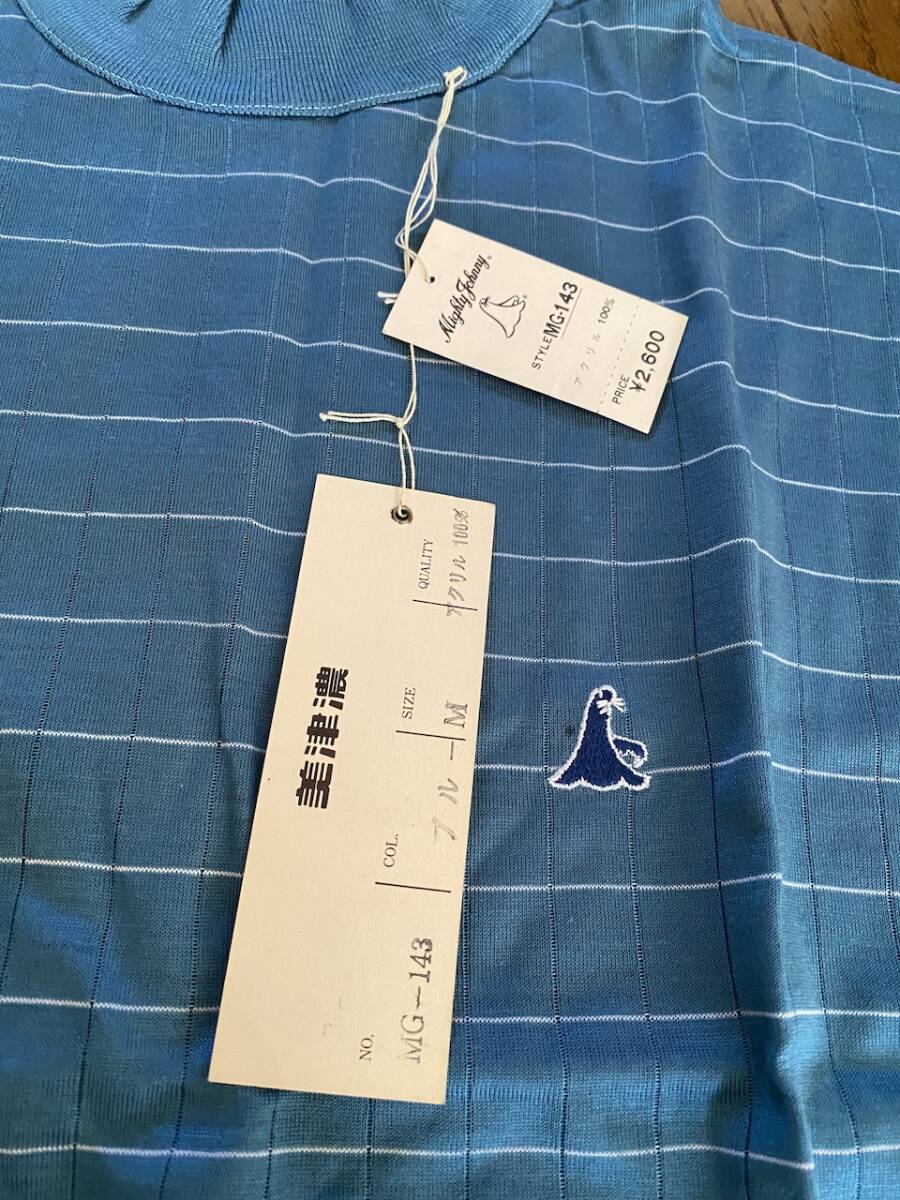 Mighty Johnny®
®
STYLE MG-143
アクリル 100%
PRICE ¥2,600
美津濃
QUALITY アクリル 100%
SIZE M
COL. ブルー
NO. MG-143